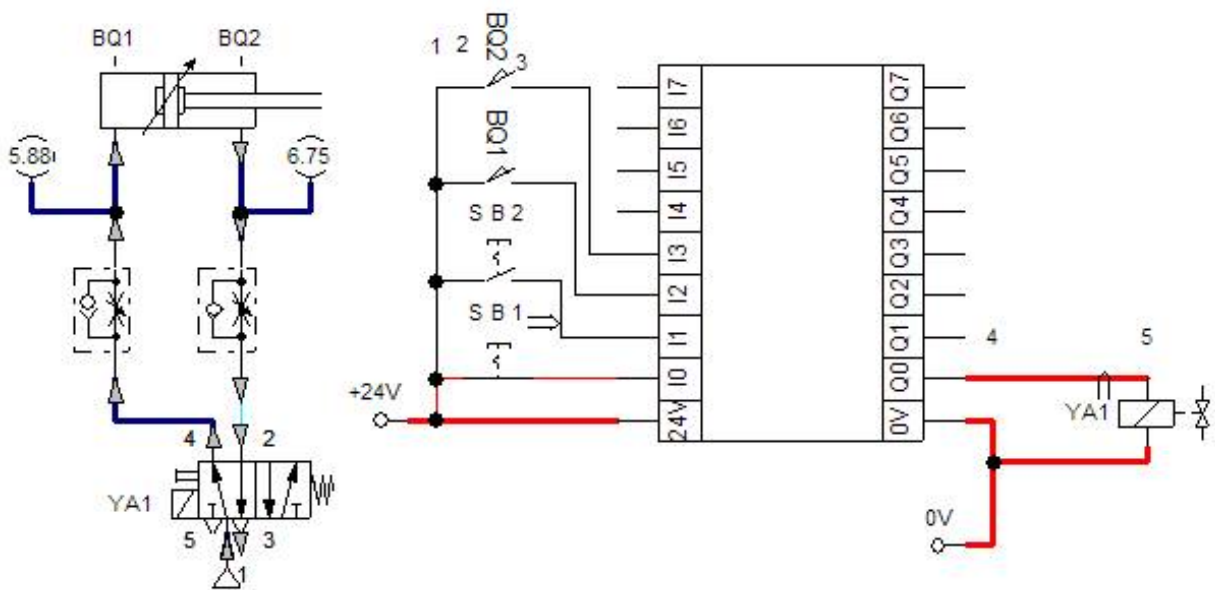 BQ1 BQ2
5.88 6.75
4 2
YA1
5 3
1
1 2 BQ2 3
BQ1
SB2
SB1
+24V
I7
I6
I5
I4
I3
I2
I1
I0
24V
Q7
Q6
Q5
Q4
Q3
Q2
Q1
Q0
0V
4 5
YA1
0V